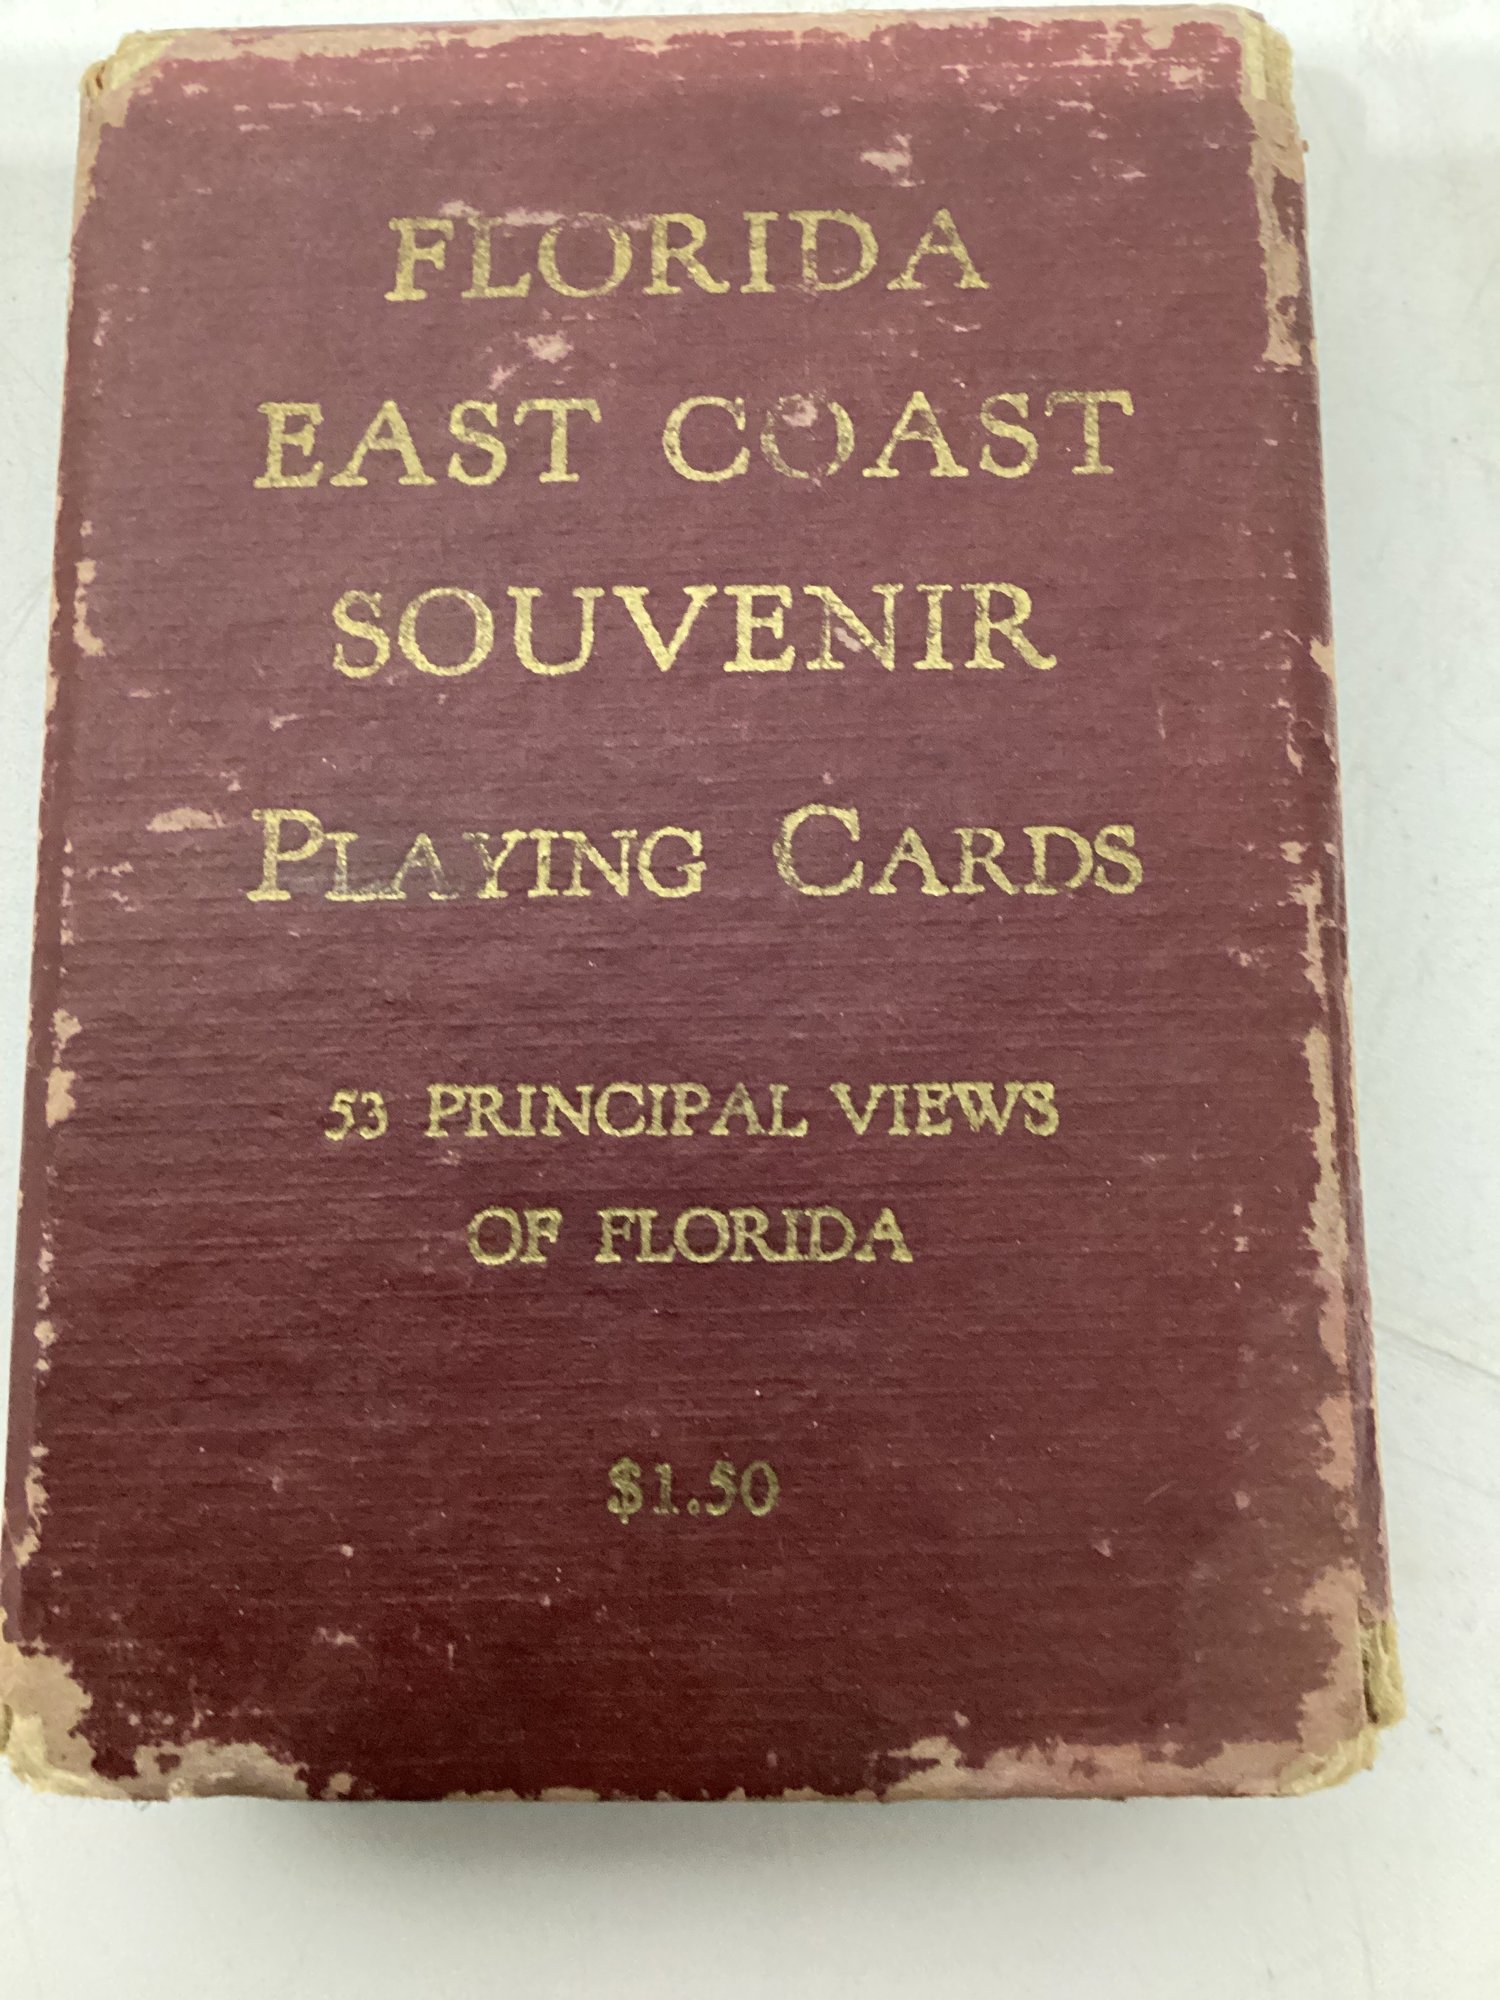 FLORIDA
EAST COAST
SOUVENIR
PLAYING CARDS
53 PRINCIPAL VIEWS
OF FLORIDA
$1.50